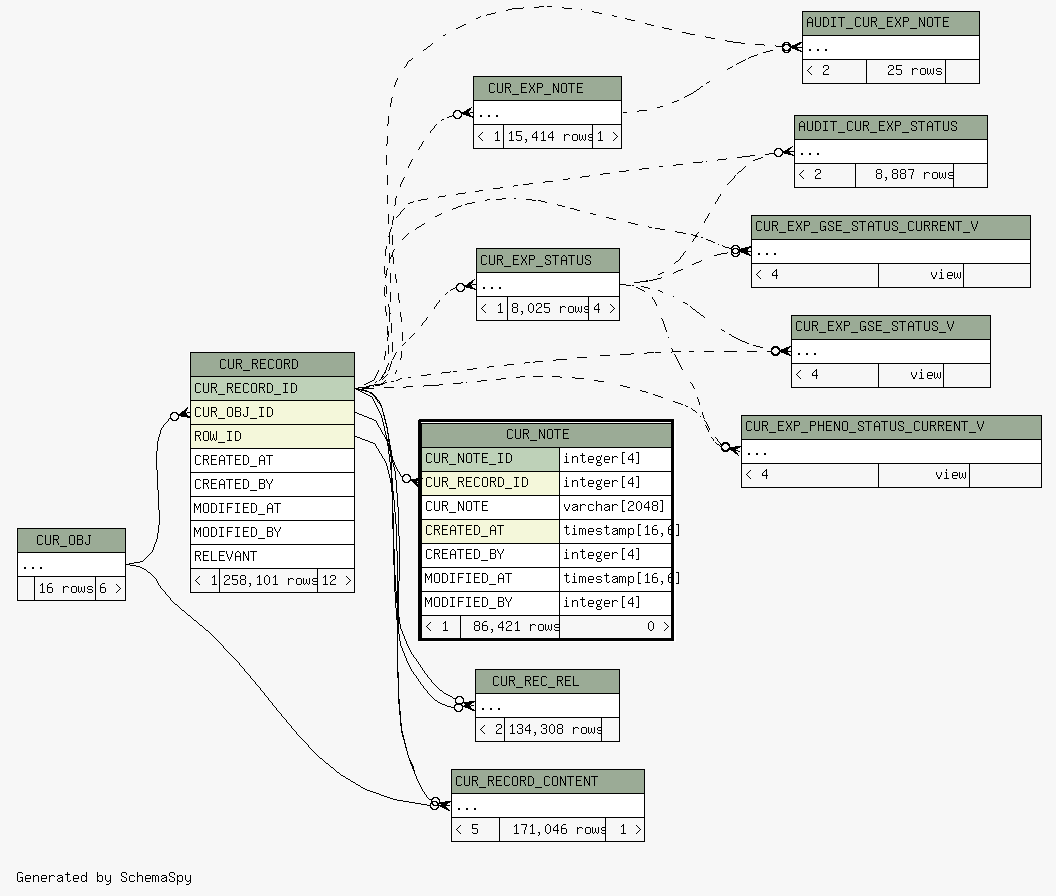 AUDIT_CUR_EXP_NOTE
...
< 2 25 rows
CUR_EXP_NOTE
...
< 1 15,414 rows 1 >
AUDIT_CUR_EXP_STATUS
...
< 2 8,887 rows
CUR_EXP_GSE_STATUS_CURRENT_V
...
< 4 view
CUR_EXP_STATUS
...
< 1 8,025 rows 4 >
CUR_EXP_GSE_STATUS_V
...
< 4 view
CUR_RECORD
CUR_RECORD_ID
CUR_OBJ_ID
ROW_ID
CREATED_AT
CREATED_BY
MODIFIED_AT
MODIFIED_BY
RELEVANT
< 1 258,101 rows 12 >
CUR_EXP_PHENO_STATUS_CURRENT_V
...
< 4 view
CUR_NOTE
CUR_NOTE_ID integer[4]
CUR_RECORD_ID integer[4]
CUR_NOTE varchar[2048]
CREATED_AT timestamp[16,6]
CREATED_BY integer[4]
MODIFIED_AT timestamp[16,6]
MODIFIED_BY integer[4]
< 1 86,421 rows 0 >
CUR_OBJ
...
16 rows 6 >
CUR_REC_REL
...
< 2 134,308 rows
CUR_RECORD_CONTENT
...
< 5 171,046 rows 1 >
Generated by SchemaSpy